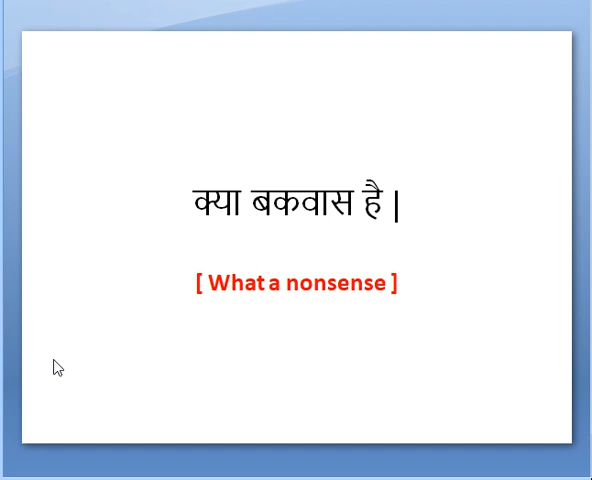 क्या बकवास है |
[ What a nonsense ]